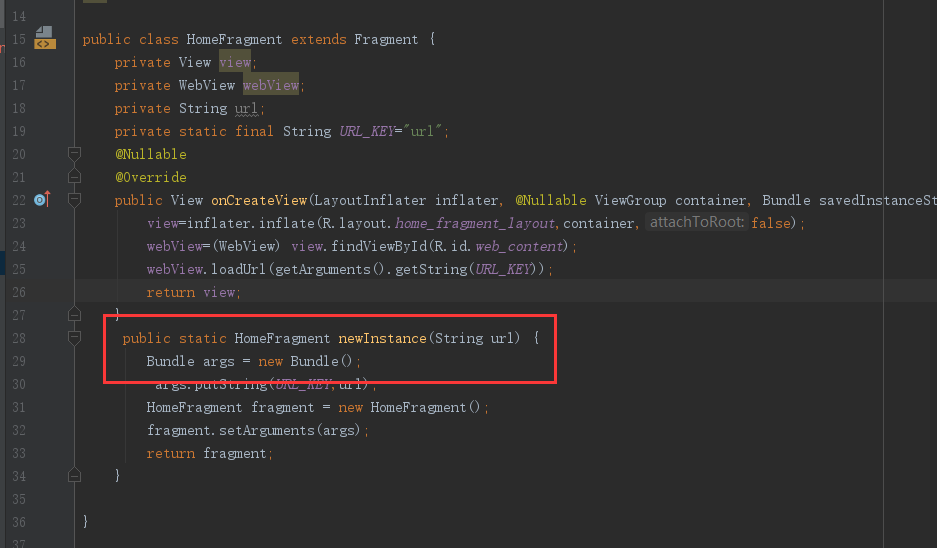 14
15 public class HomeFragment extends Fragment {
16 private View view;
17 private WebView webView;
18 private String url;
19 private static final String URL_KEY="url";
20 @Nullable
21 @Override
22 public View onCreateView(LayoutInflater inflater, @Nullable ViewGroup container, Bundle savedInstanceSt
23 view=inflater.inflate(R.layout.home_fragment_layout,container, attachToRoot: false);
24 webView=(WebView) view.findViewById(R.id.web_content);
25 webView.loadUrl(getArguments().getString(URL_KEY));
26 return view;
27 }
28 public static HomeFragment newInstance(String url) {
29 Bundle args = new Bundle();
30 args.putString(URL_KEY,url);
31 HomeFragment fragment = new HomeFragment();
32 fragment.setArguments(args);
33 return fragment;
34 }
35
36 }
37